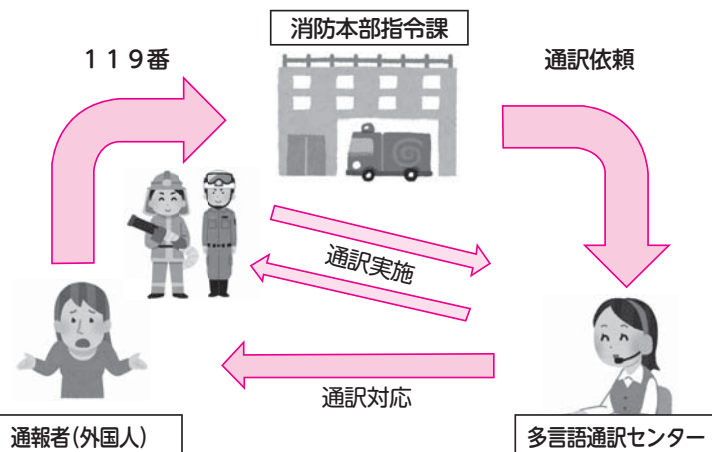 消防本部指令課
１１９番
通訳依頼
通訳実施
通訳対応
通報者(外国人)
多言語通訳センター